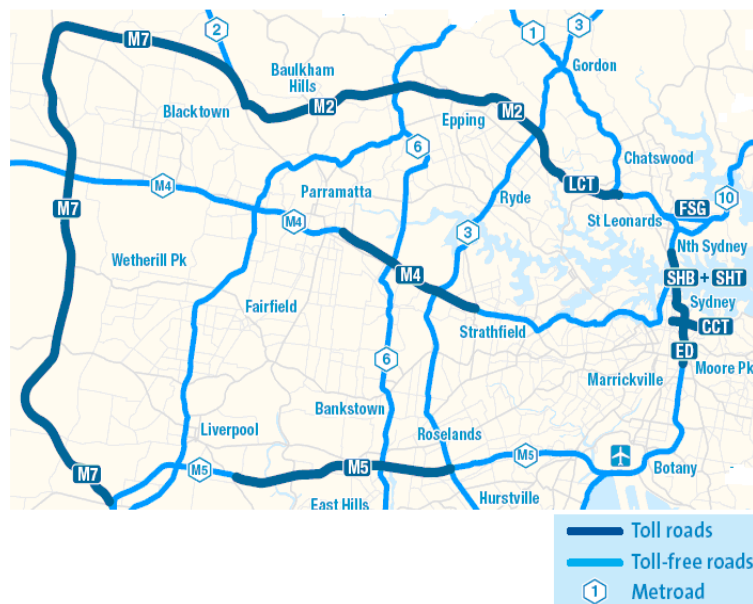 M7
2
1
3
Gordon
Baulkham
Hills
Blacktown
M2
M2
Epping
6
Chatswood
M4
Parramatta
LCT
Ryde
FSG
10
St Leonards
M7
M4
3
Nth Sydney
Wetherill Pk
M4
SHB + SHT
Sydney
Fairfield
Strathfield
CCT
6
ED
Moore Pk
Marrickville
Bankstown
Liverpool
Roselands
M7
M5
M5
M5
Botany
East Hills
Hurstville
Toll roads
Toll-free roads
1 Metroad